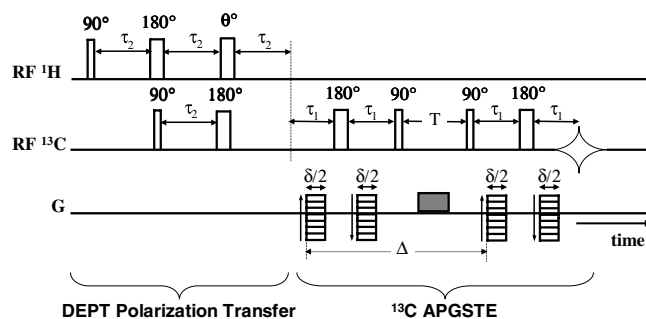 90° 180° θ°
τ₂ τ₂ τ₂
RF ¹H
90° 180° 180° 90° 90° 180°
τ₂ τ₁ τ₁ T τ₁ τ₁
RF ¹³C
δ/2 δ/2 δ/2 δ/2
G
time
Δ
DEPT Polarization Transfer ¹³C APGSTE